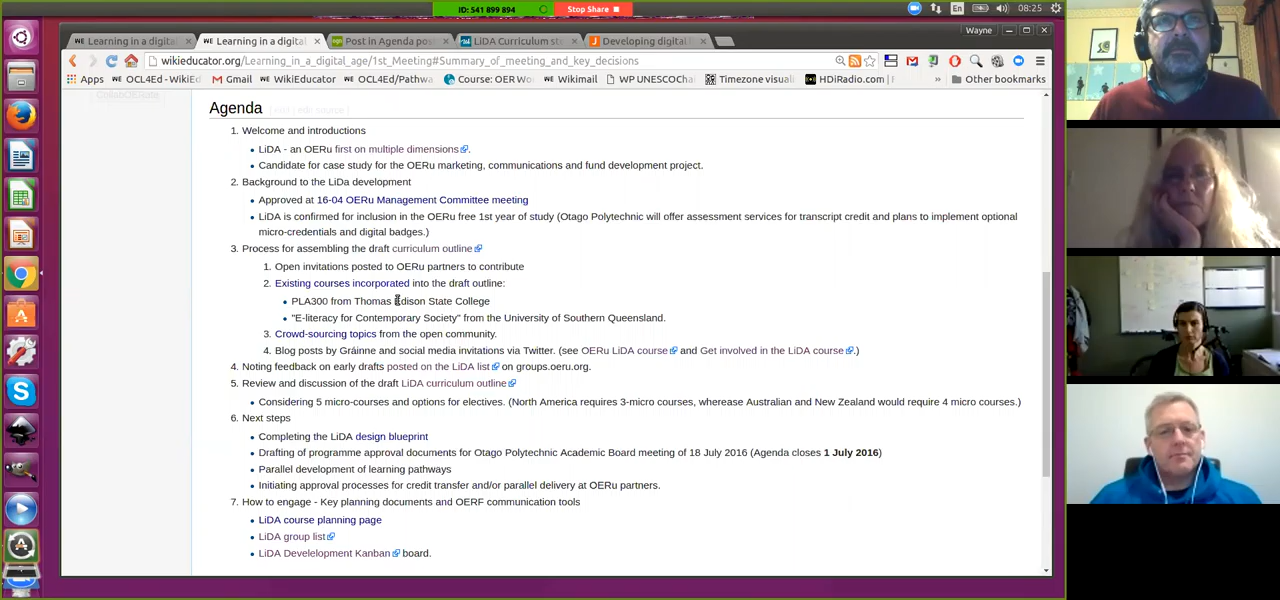 ID: 541 899 894 Stop Share
En 08:25
Learning in a digital Learning in a digital Post in Agenda pos LiDA Curriculum st Developing digital Wayne
wikieducator.org/Learning_in_a_digital_age/1st_Meeting#Summary_of_meeting_and_key_decisions
Apps OCL4Ed - WikiEd Gmail WikiEducator OCL4Ed/Pathwa Course: OER Wor Wikimail WP UNESCOChai Timezone visuali HDiRadio.com | » Other bookmarks
Agenda [edit | edit source]
1. Welcome and introductions
• LiDA - an OERu first on multiple dimensions.
• Candidate for case study for the OERu marketing, communications and fund development project.
2. Background to the LiDa development
• Approved at 16-04 OERu Management Committee meeting
• LiDA is confirmed for inclusion in the OERu free 1st year of study (Otago Polytechnic will offer assessment services for transcript credit and plans to implement optional
micro-credentials and digital badges.)
3. Process for assembling the draft curriculum outline
1. Open invitations posted to OERu partners to contribute
2. Existing courses incorporated into the draft outline:
• PLA300 from Thomas Edison State College
• "E-literacy for Contemporary Society" from the University of Southern Queensland.
3. Crowd-sourcing topics from the open community.
4. Blog posts by Gráinne and social media invitations via Twitter. (see OERu LiDA course and Get involved in the LiDA course.)
4. Noting feedback on early drafts posted on the LiDA list on groups.oeru.org.
5. Review and discussion of the draft LiDA curriculum outline
• Considering 5 micro-courses and options for electives. (North America requires 3-micro courses, wherease Australian and New Zealand would require 4 micro courses.)
6. Next steps
• Completing the LiDA design blueprint
• Drafting of programme approval documents for Otago Polytechnic Academic Board meeting of 18 July 2016 (Agenda closes 1 July 2016)
• Parallel development of learning pathways
• Initiating approval processes for credit transfer and/or parallel delivery at OERu partners.
7. How to engage - Key planning documents and OERF communication tools
• LiDA course planning page
• LiDA group list
• LiDA Develelopment Kanban board.